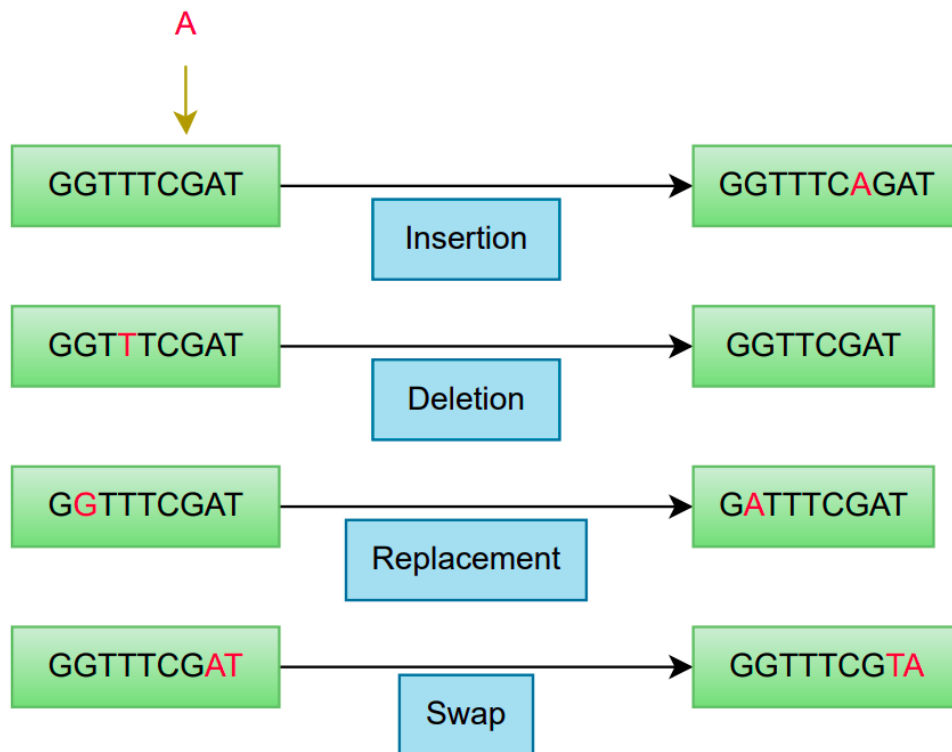 A
GGTTTCGAT
GGTTTCAGAT
Insertion
GGTTTCGAT
GGTTCGAT
Deletion
GGTTTCGAT
GATTTCGAT
Replacement
GGTTTCGAT
GGTTTCGTA
Swap